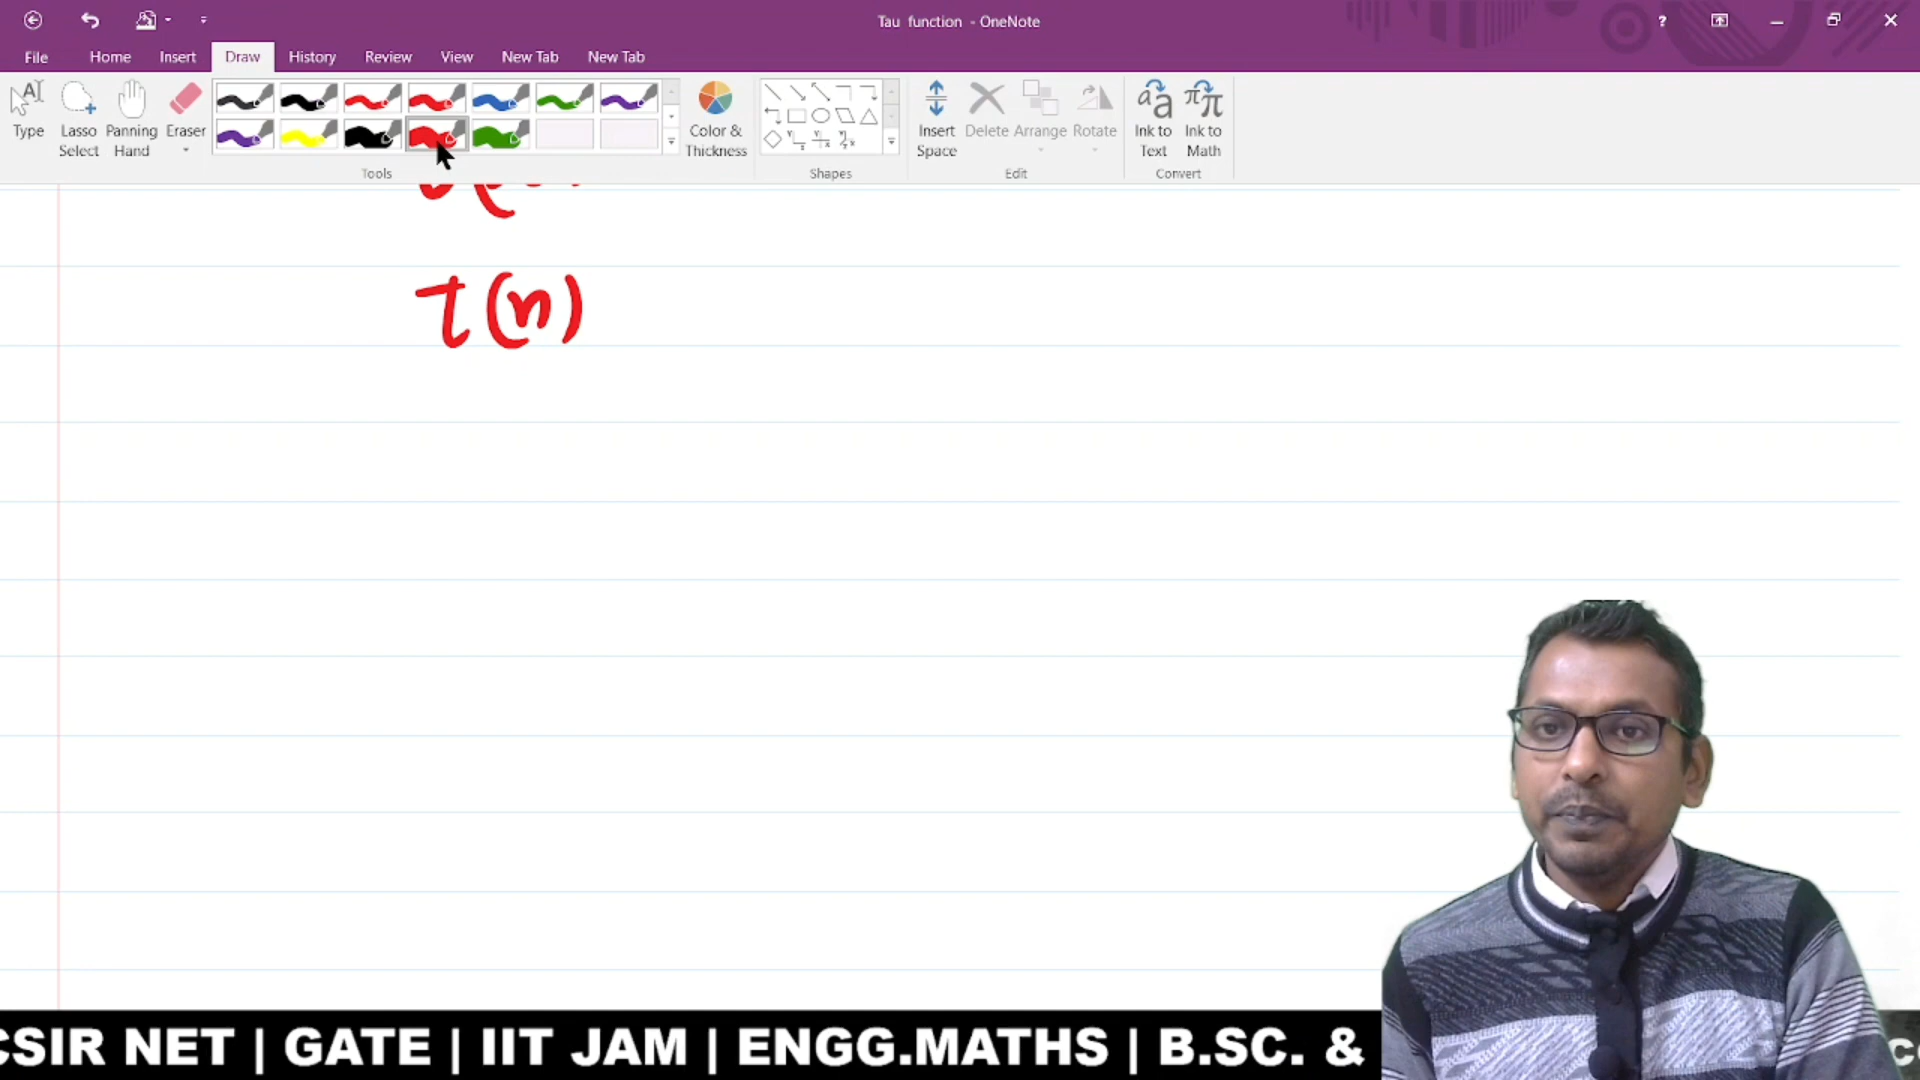 Tau function - OneNote
?
File Home Insert Draw History Review View New Tab New Tab
Type Lasso Select Panning Hand Eraser Color & Thickness Insert Space Delete Arrange Rotate Ink to Text Ink to Math
Tools Shapes Edit Convert
τ(n)
CSIR NET | GATE | IIT JAM | ENGG.MATHS | B.SC. &